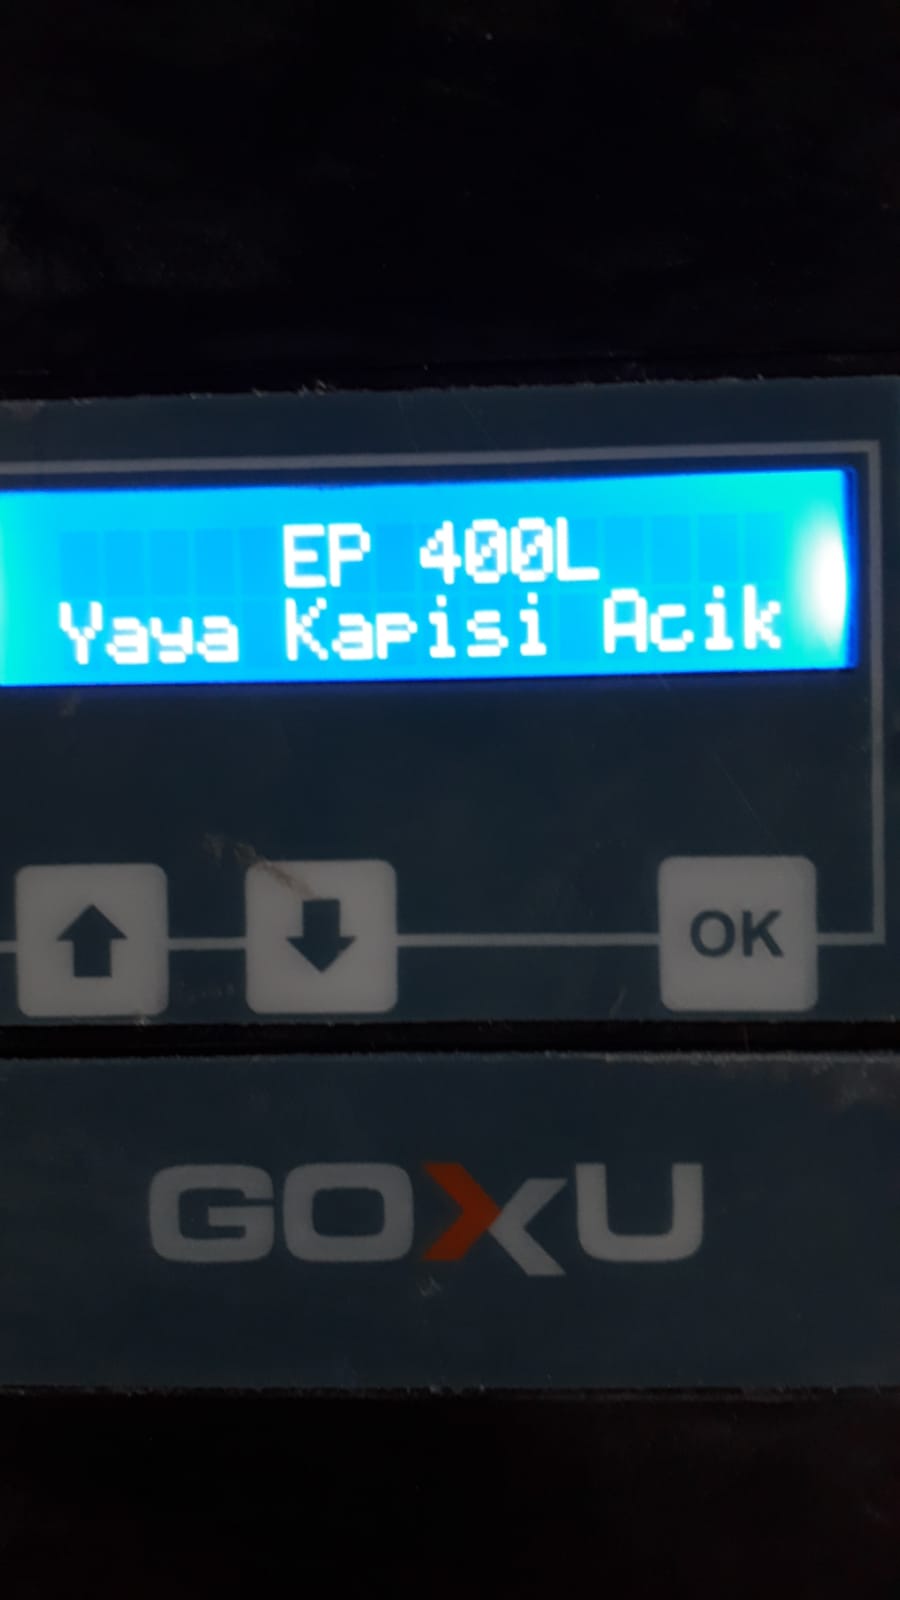 EP 400L
Yaya Kapisi Acik
OK
GOXU